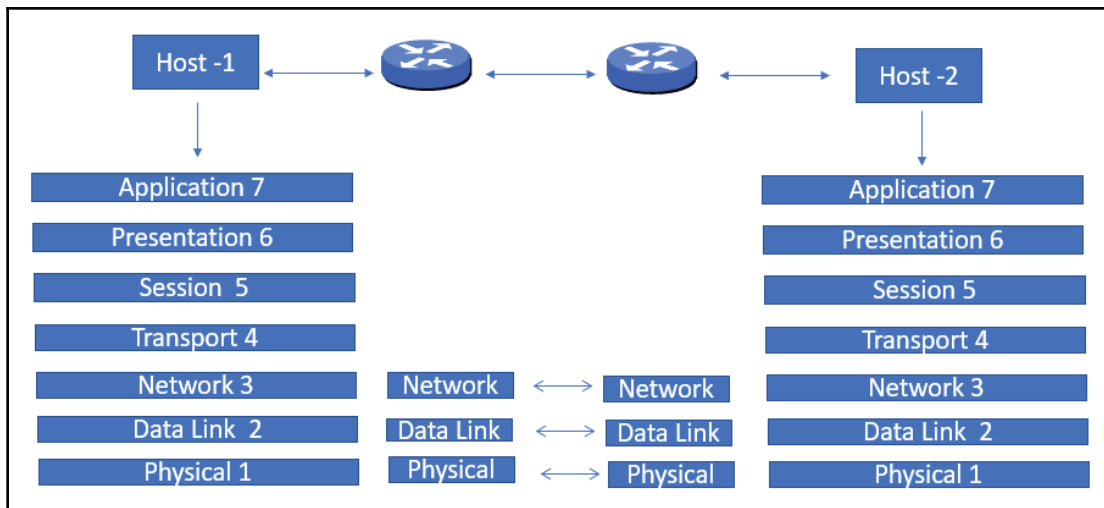 Host -1
Host -2
Application 7
Application 7
Presentation 6
Presentation 6
Session  5
Session 5
Transport 4
Transport 4
Network 3
Network
Network
Network 3
Data Link  2
Data Link
Data Link
Data Link  2
Physical 1
Physical
Physical
Physical 1